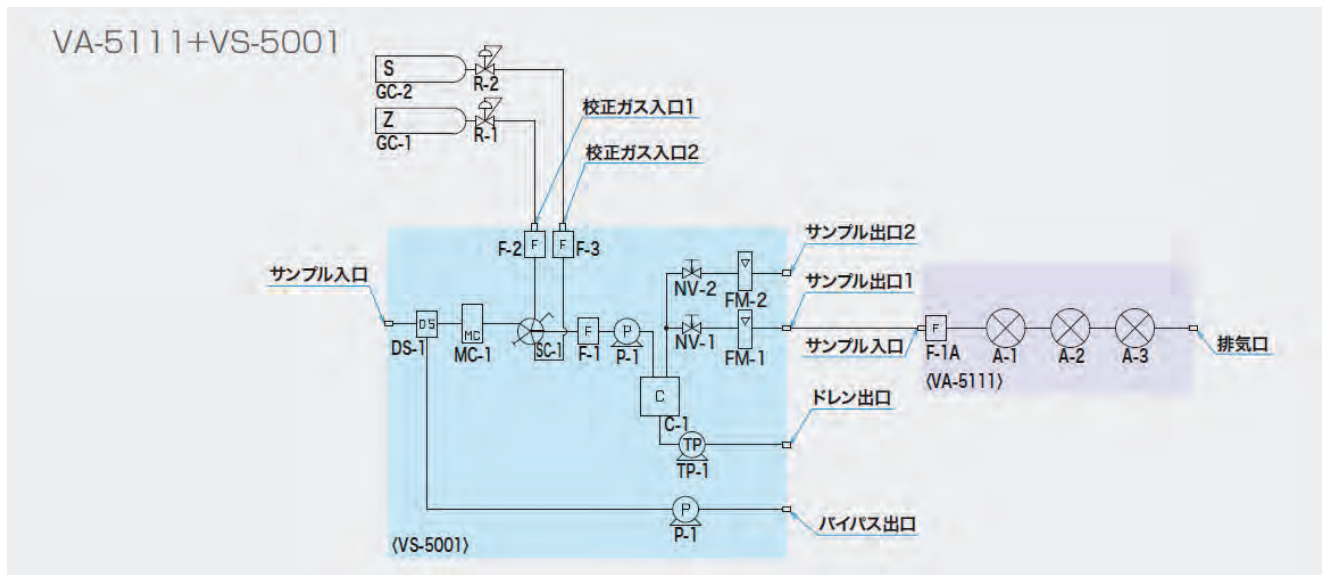 VA-5111+VS-5001
S
GC-2
R-2
Z
GC-1
R-1
校正ガス入口1
校正ガス入口2
F-2
F
F
F-3
サンプル出口2
サンプル入口
NV-2
FM-2
サンプル出口1
DS
DS-1
MC
MC-1
SC-1
F
F-1
P
P-1
NV-1
FM-1
サンプル入口
F
F-1A
A-1
A-2
A-3
排気口
〈VA-5111〉
C
C-1
ドレン出口
TP
TP-1
P
P-1
バイパス出口
〈VS-5001〉